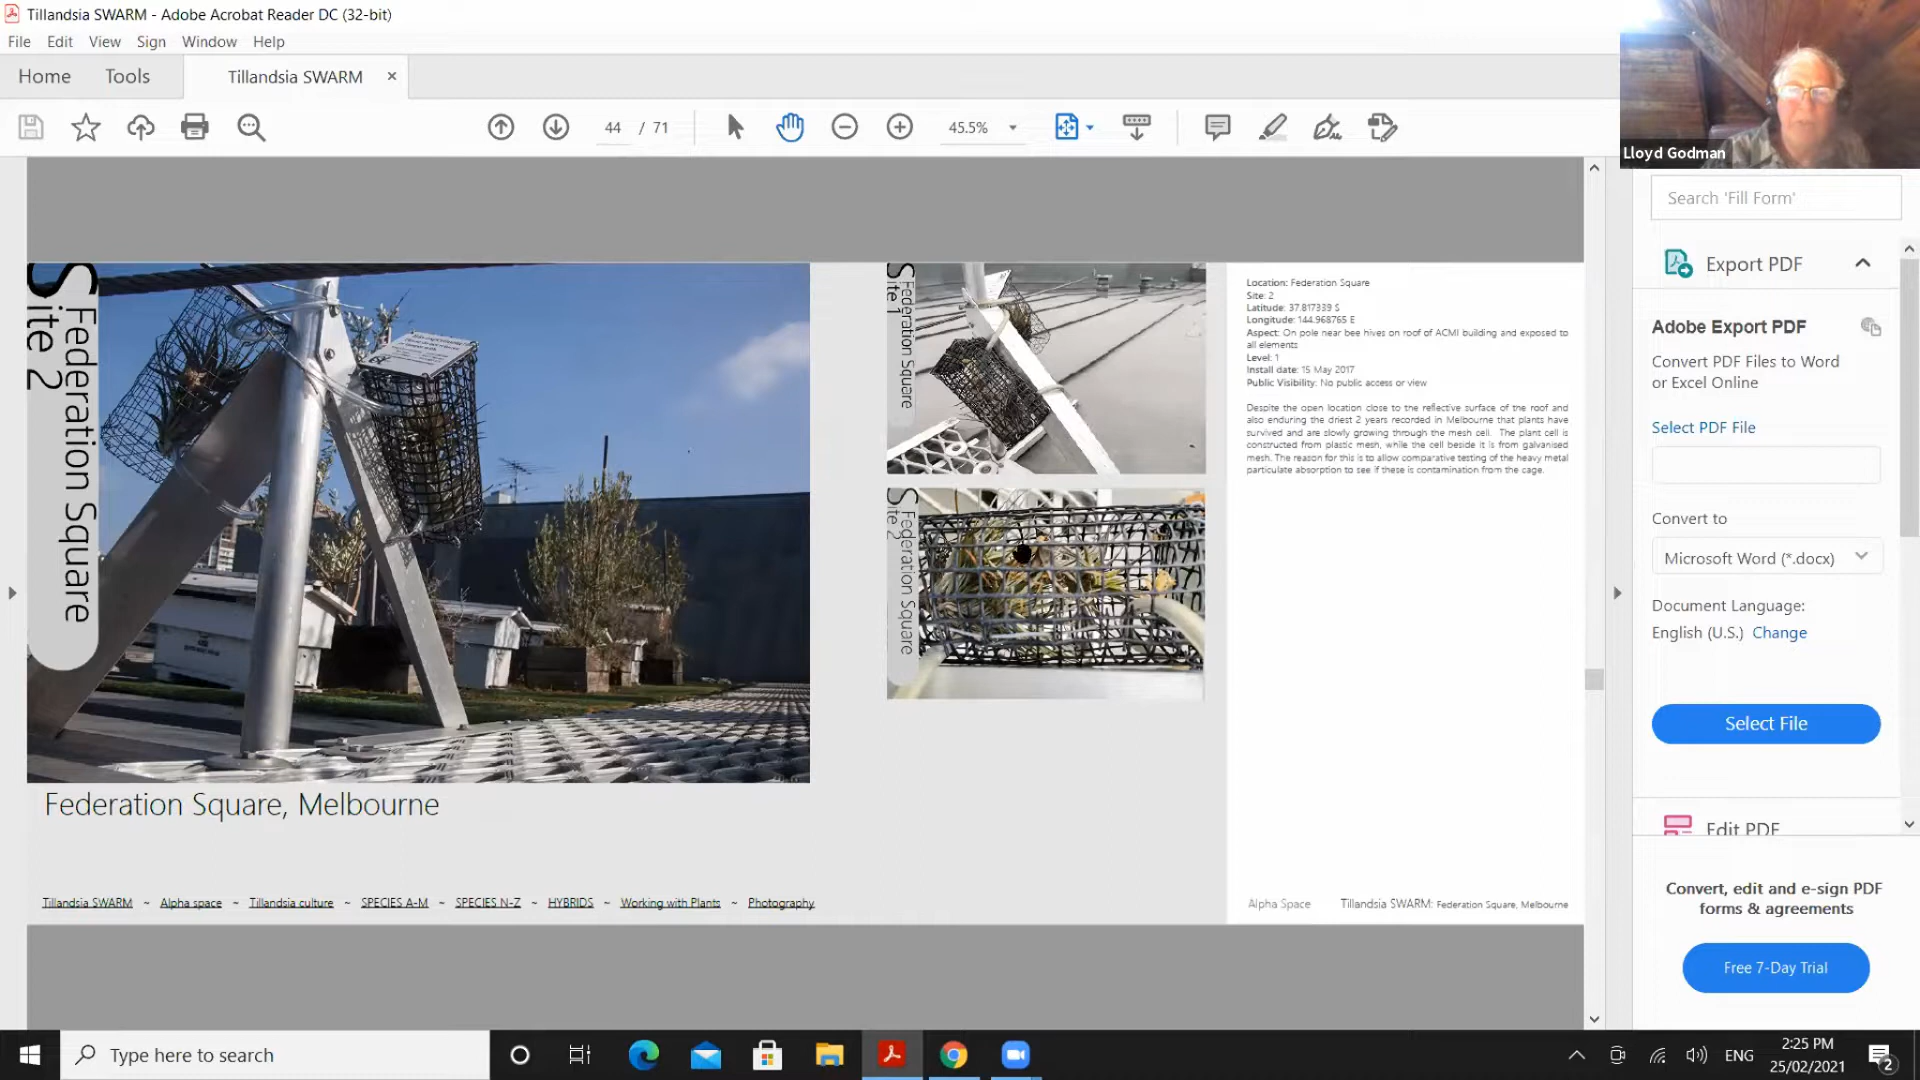 Tillandsia SWARM - Adobe Acrobat Reader DC (32-bit)
File Edit View Sign Window Help
Home Tools Tillandsia SWARM ×
44 / 71 45.5%
Lloyd Godman
Search 'Fill Form'
Export PDF
Adobe Export PDF
Convert PDF Files to Word
or Excel Online
Select PDF File
Convert to
Microsoft Word (*.docx)
Document Language:
English (U.S.) Change
Select File
Edit PDF
Convert, edit and e-sign PDF
forms & agreements
Free 7-Day Trial
Site 2
Federation Square
Site 1
Federation Square
Site 2
Federation Square
Location: Federation Square
Site: 2
Latitude: 37.817339 S
Longitude: 144.968765 E
Aspect: On pole near bee hives on roof of ACMI building and exposed to
all elements
Level: 1
Install date: 15 May 2017
Public Visibility: No public access or view
Despite the open location close to the reflective surface of the roof and
also enduring the driest 2 years recorded in Melbourne that plants have
survived and are slowly growing through the mesh cell. The plant cell is
constructed from plastic mesh, while the cell beside it is from galvanised
mesh. The reason for this is to allow comparative testing of the heavy metal
particulate absorption to see if these is contamination from the cage.
Federation Square, Melbourne
Tillandsia SWARM ~ Alpha space ~ Tillandsia culture ~ SPECIES A-M ~ SPECIES N-Z ~ HYBRIDS ~ Working with Plants ~ Photography
Alpha Space Tillandsia SWARM: Federation Square, Melbourne
Type here to search
ENG
2:25 PM
25/02/2021
2